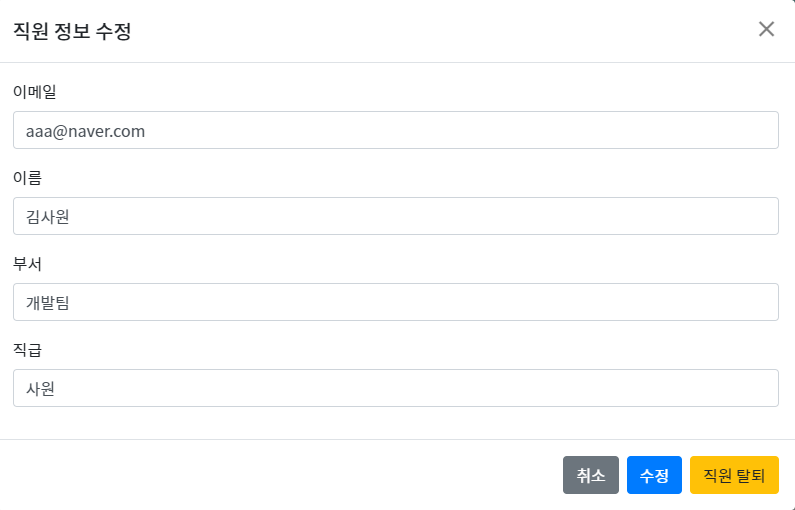 직원 정보 수정
이메일
aaa@naver.com
이름
김사원
부서
개발팀
직급
사원
취소 수정 직원 탈퇴